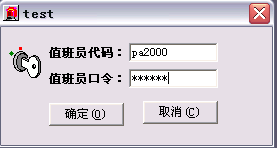 test
值班员代码： pa2000
值班员口令： ******
确定(O) 取消(C)